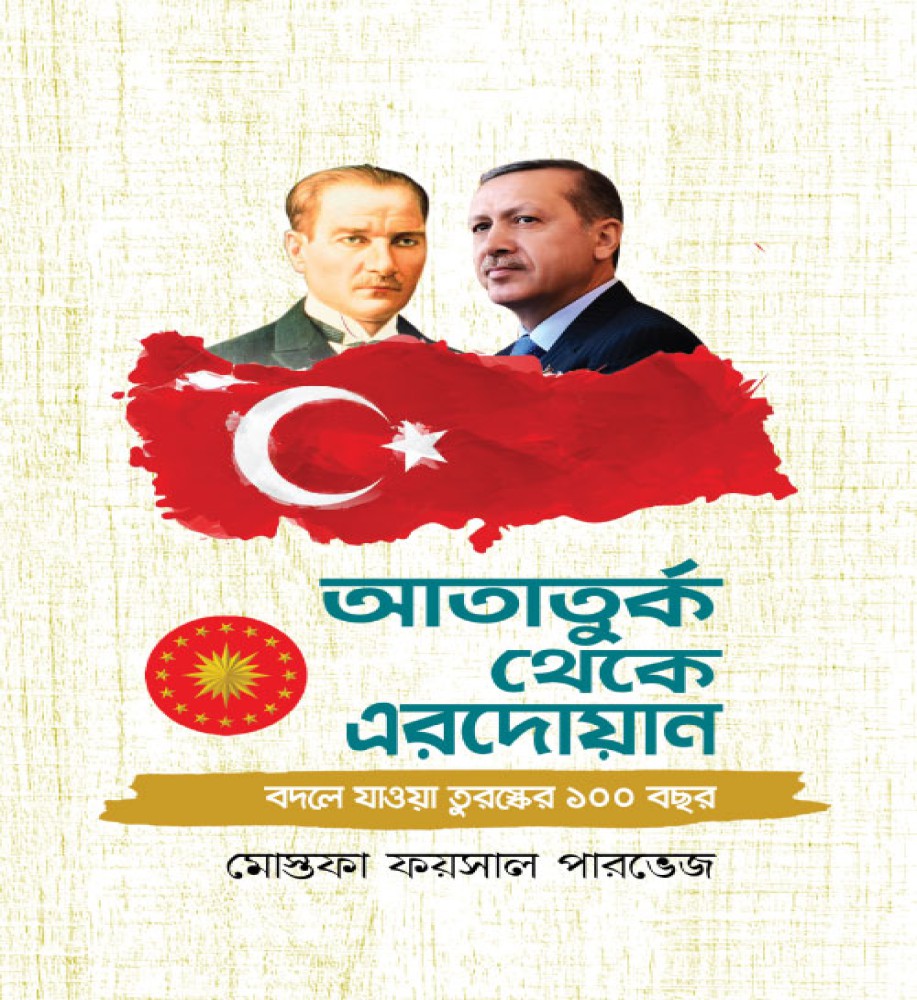 আতাতুর্ক
থেকে
এরদোয়ান
বদলে যাওয়া তুরস্কের ১০০ বছর
মোস্তফা ফয়সাল পারভেজ